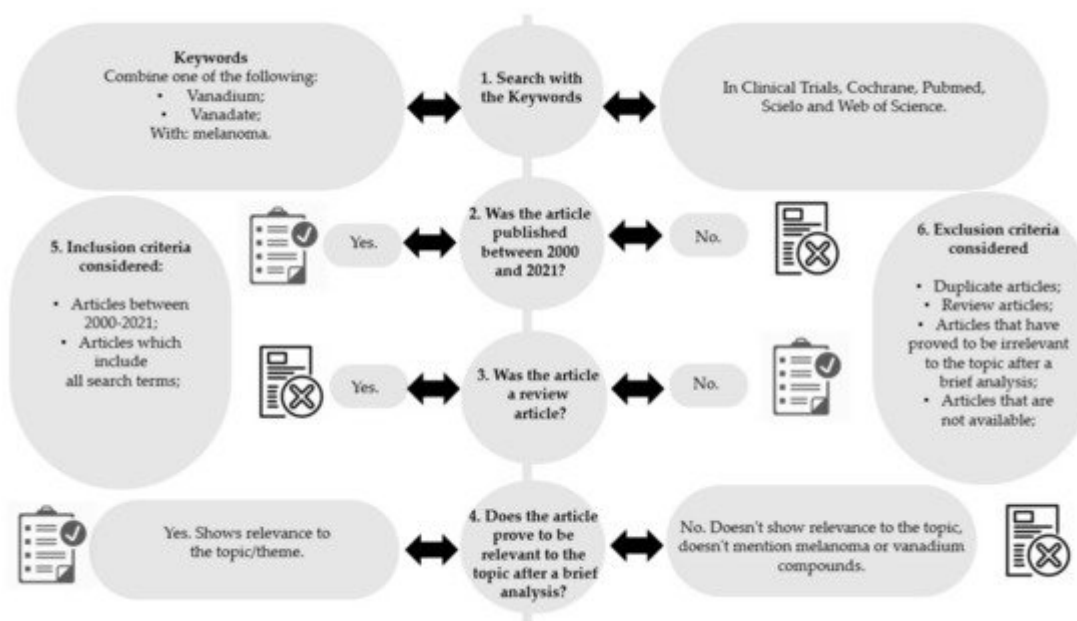 Keywords
Combine one of the following:
• Vanadium;
• Vanadate;
With: melanoma.
1. Search with
the Keywords
In Clinical Trials, Cochrane, Pubmed,
Scielo and Web of Science.
5. Inclusion criteria
considered:
• Articles between
2000-2021;
• Articles which
include
all search terms;
Yes.
2. Was the article
published
between 2000
and 2021?
No.
6. Exclusion criteria
considered
• Duplicate articles;
• Review articles;
• Articles that have
proved to be irrelevant
to the topic after a
brief analysis;
• Articles that are
not available;
Yes.
3. Was the article
a review
article?
No.
Yes. Shows relevance to
the topic/theme.
4. Does the article
prove to be
relevant to the
topic after a brief
analysis?
No. Doesn't show relevance to the topic,
doesn't mention melanoma or vanadium
compounds.